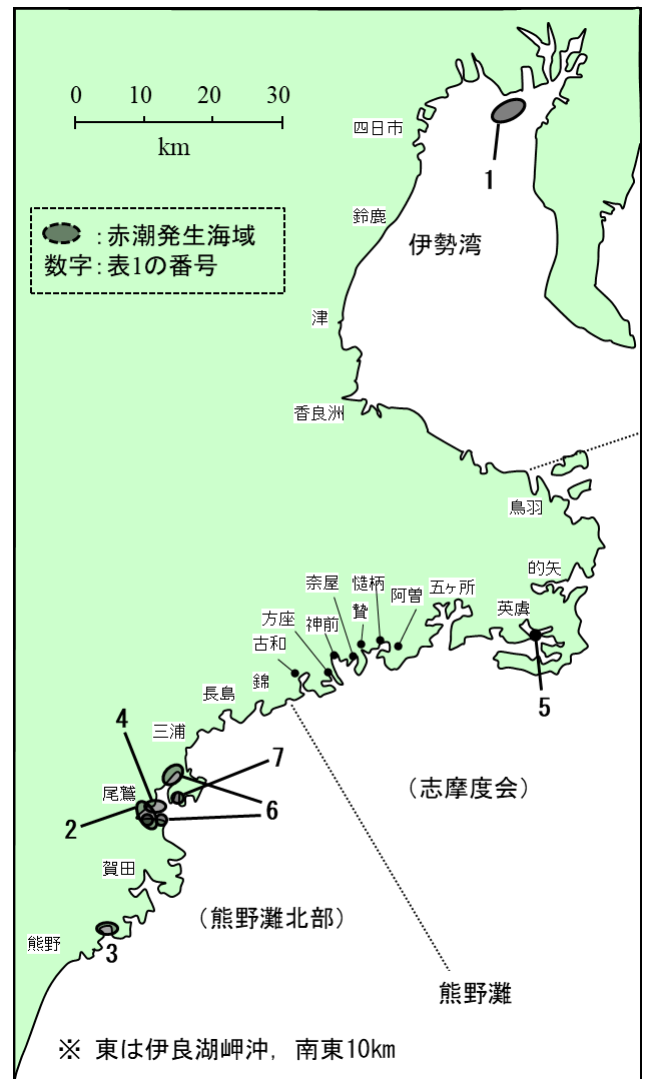 0 10 20 30
km
四日市
1
鈴鹿
伊勢湾
：赤潮発生海域
数字：表1の番号
津
香良洲
鳥羽
的矢
奈屋
慥柄
阿曽
五ヶ所
英虞
贄
方座
神前
古和
錦
長島
5
4
三浦
7
(志摩度会)
尾鷲
6
2
6
賀田
(熊野灘北部)
熊野
3
熊野灘
※ 東は伊良湖岬沖，南東10km